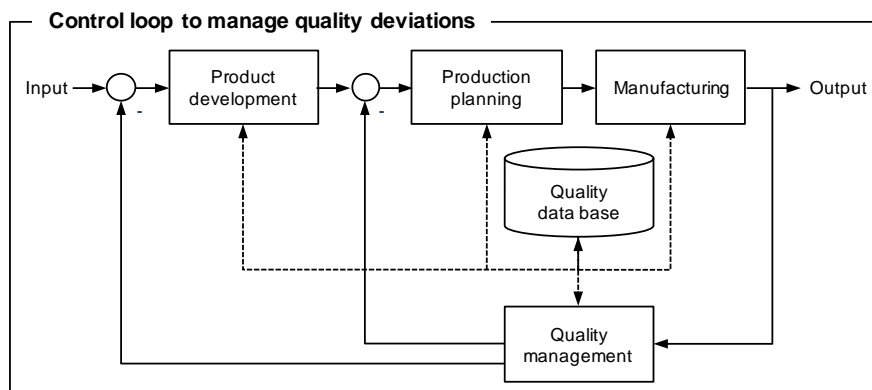 Control loop to manage quality deviations
Input
Product
development
Production
planning
Manufacturing
Output
-
-
Quality
data base
Quality
management